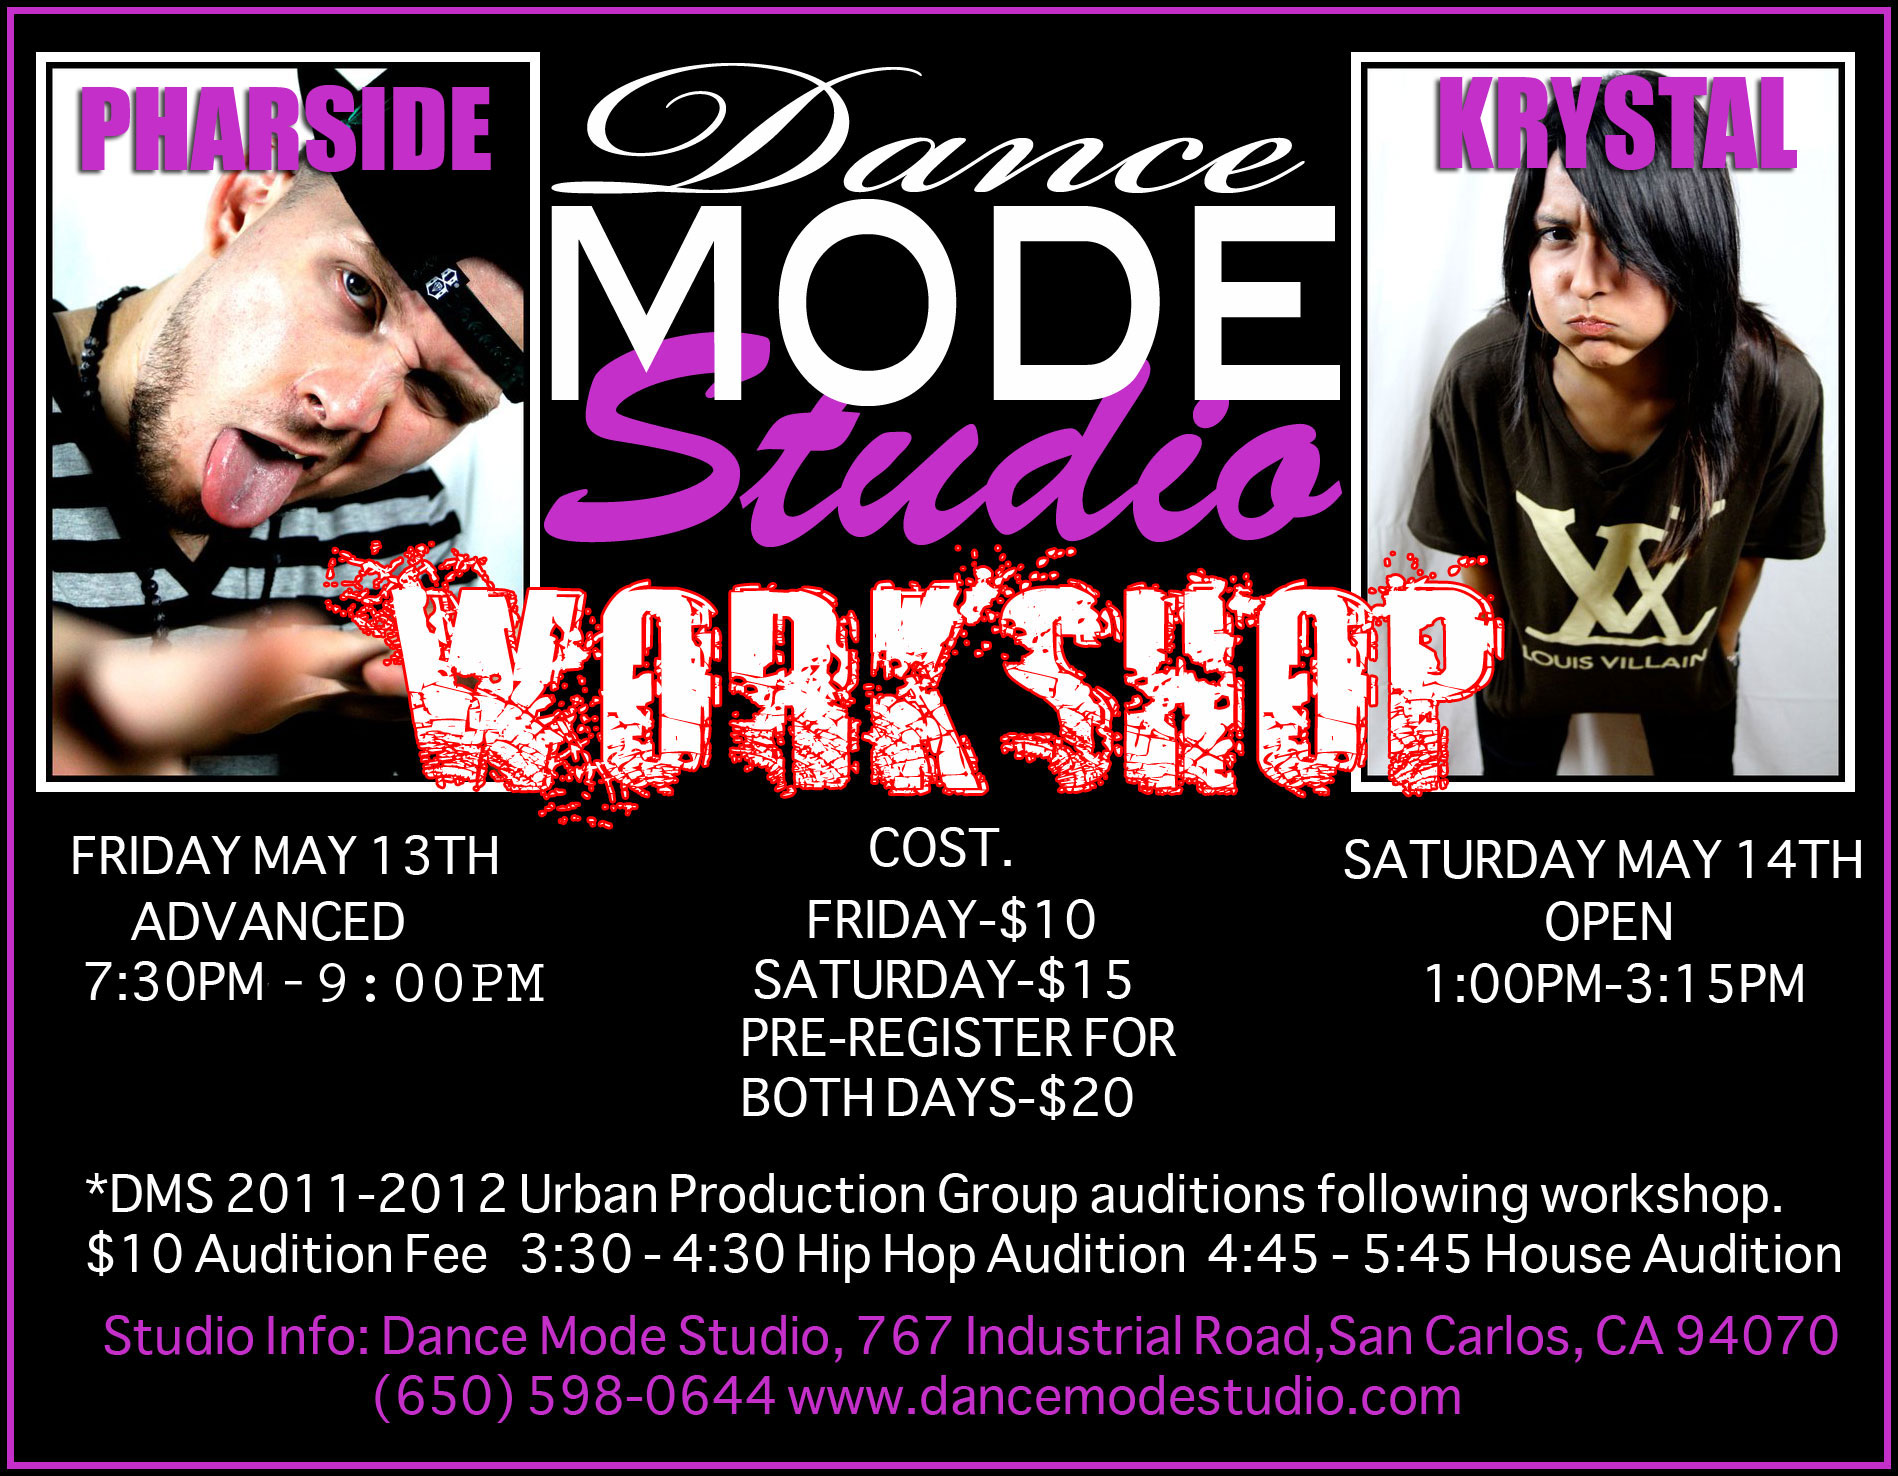 PHARSIDE
Dance
KRYSTAL
MODE
Studio
LOUIS VILLAIN
WORKSHOP
FRIDAY MAY 13TH
ADVANCED
7:30PM - 9:00PM
COST.
FRIDAY-$10
SATURDAY-$15
PRE-REGISTER FOR
BOTH DAYS-$20
SATURDAY MAY 14TH
OPEN
1:00PM-3:15PM
*DMS 2011-2012 Urban Production Group auditions following workshop.
$10 Audition Fee 3:30 - 4:30 Hip Hop Audition 4:45 - 5:45 House Audition
Studio Info: Dance Mode Studio, 767 Industrial Road,San Carlos, CA 94070
(650) 598-0644 www.dancemodestudio.com